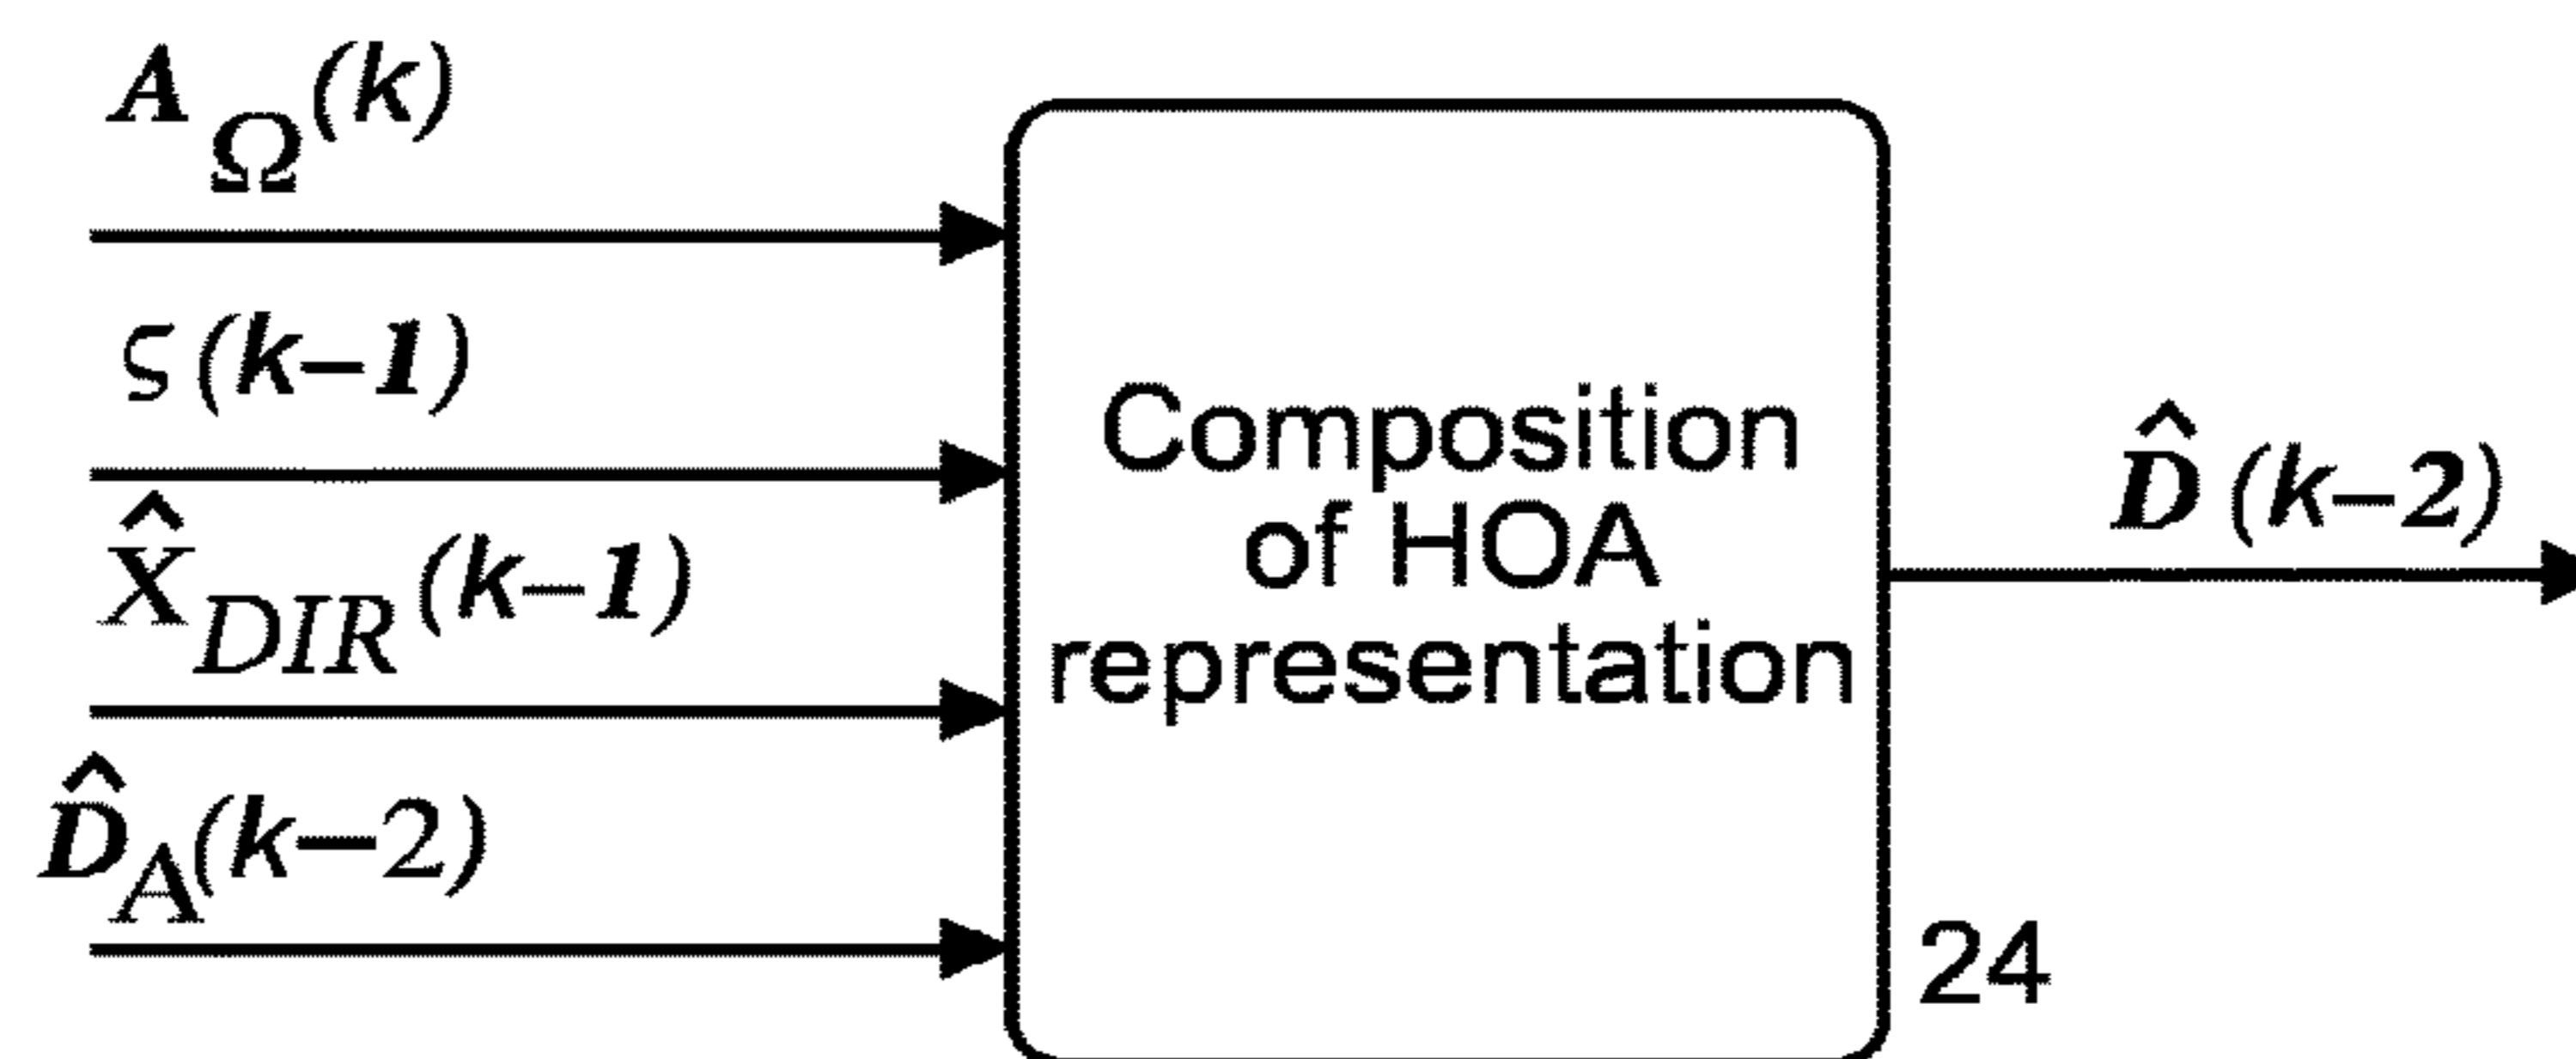 A_Ω(k)
ς(k–1)
X̂_DIR(k–1)
D̂_A(k–2)
Composition
of HOA
representation
24
D̂(k–2)